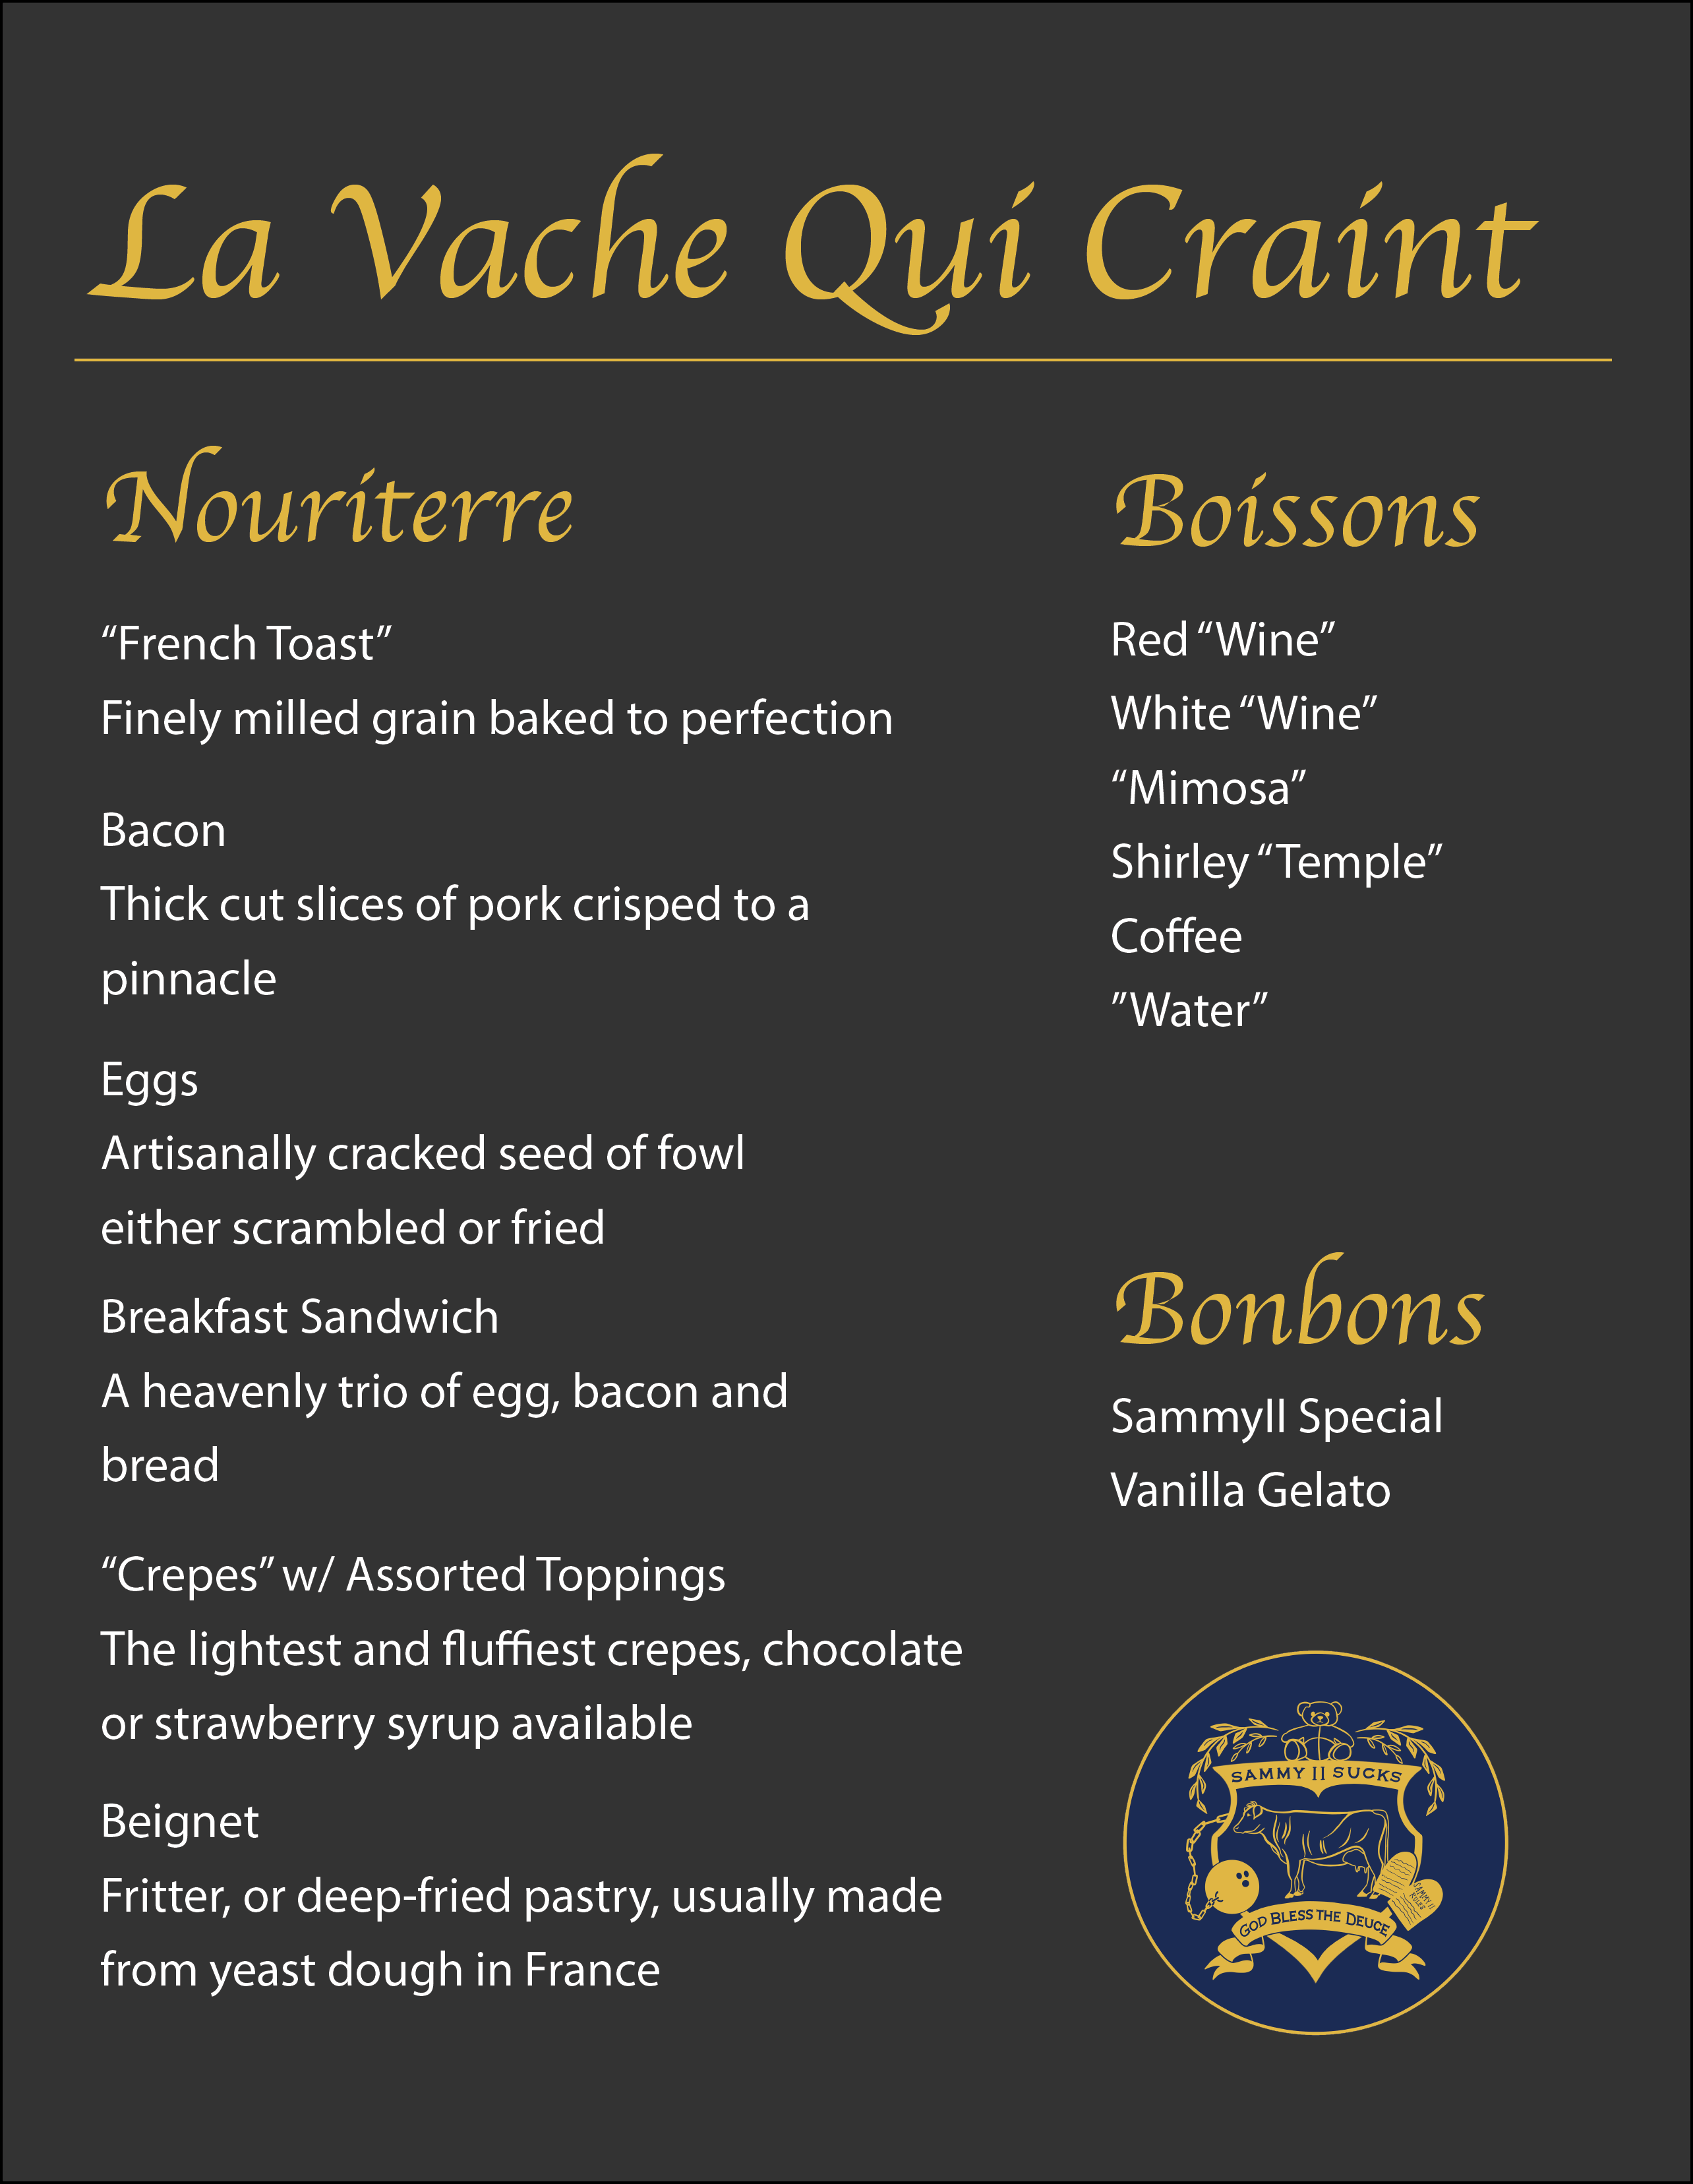 La Vache Qui Craint
Nouriterre
“French Toast”
Finely milled grain baked to perfection
Bacon
Thick cut slices of pork crisped to a
pinnacle
Eggs
Artisanally cracked seed of fowl
either scrambled or fried
Breakfast Sandwich
A heavenly trio of egg, bacon and
bread
“Crepes” w/ Assorted Toppings
The lightest and fluffiest crepes, chocolate
or strawberry syrup available
Beignet
Fritter, or deep-fried pastry, usually made
from yeast dough in France
Boissons
Red “Wine”
White “Wine”
“Mimosa”
Shirley “Temple”
Coffee
”Water”
Bonbons
SammyII Special
Vanilla Gelato
SAMMY II SUCKS
SAMMY II
RULES
GOD BLESS THE DEUCE